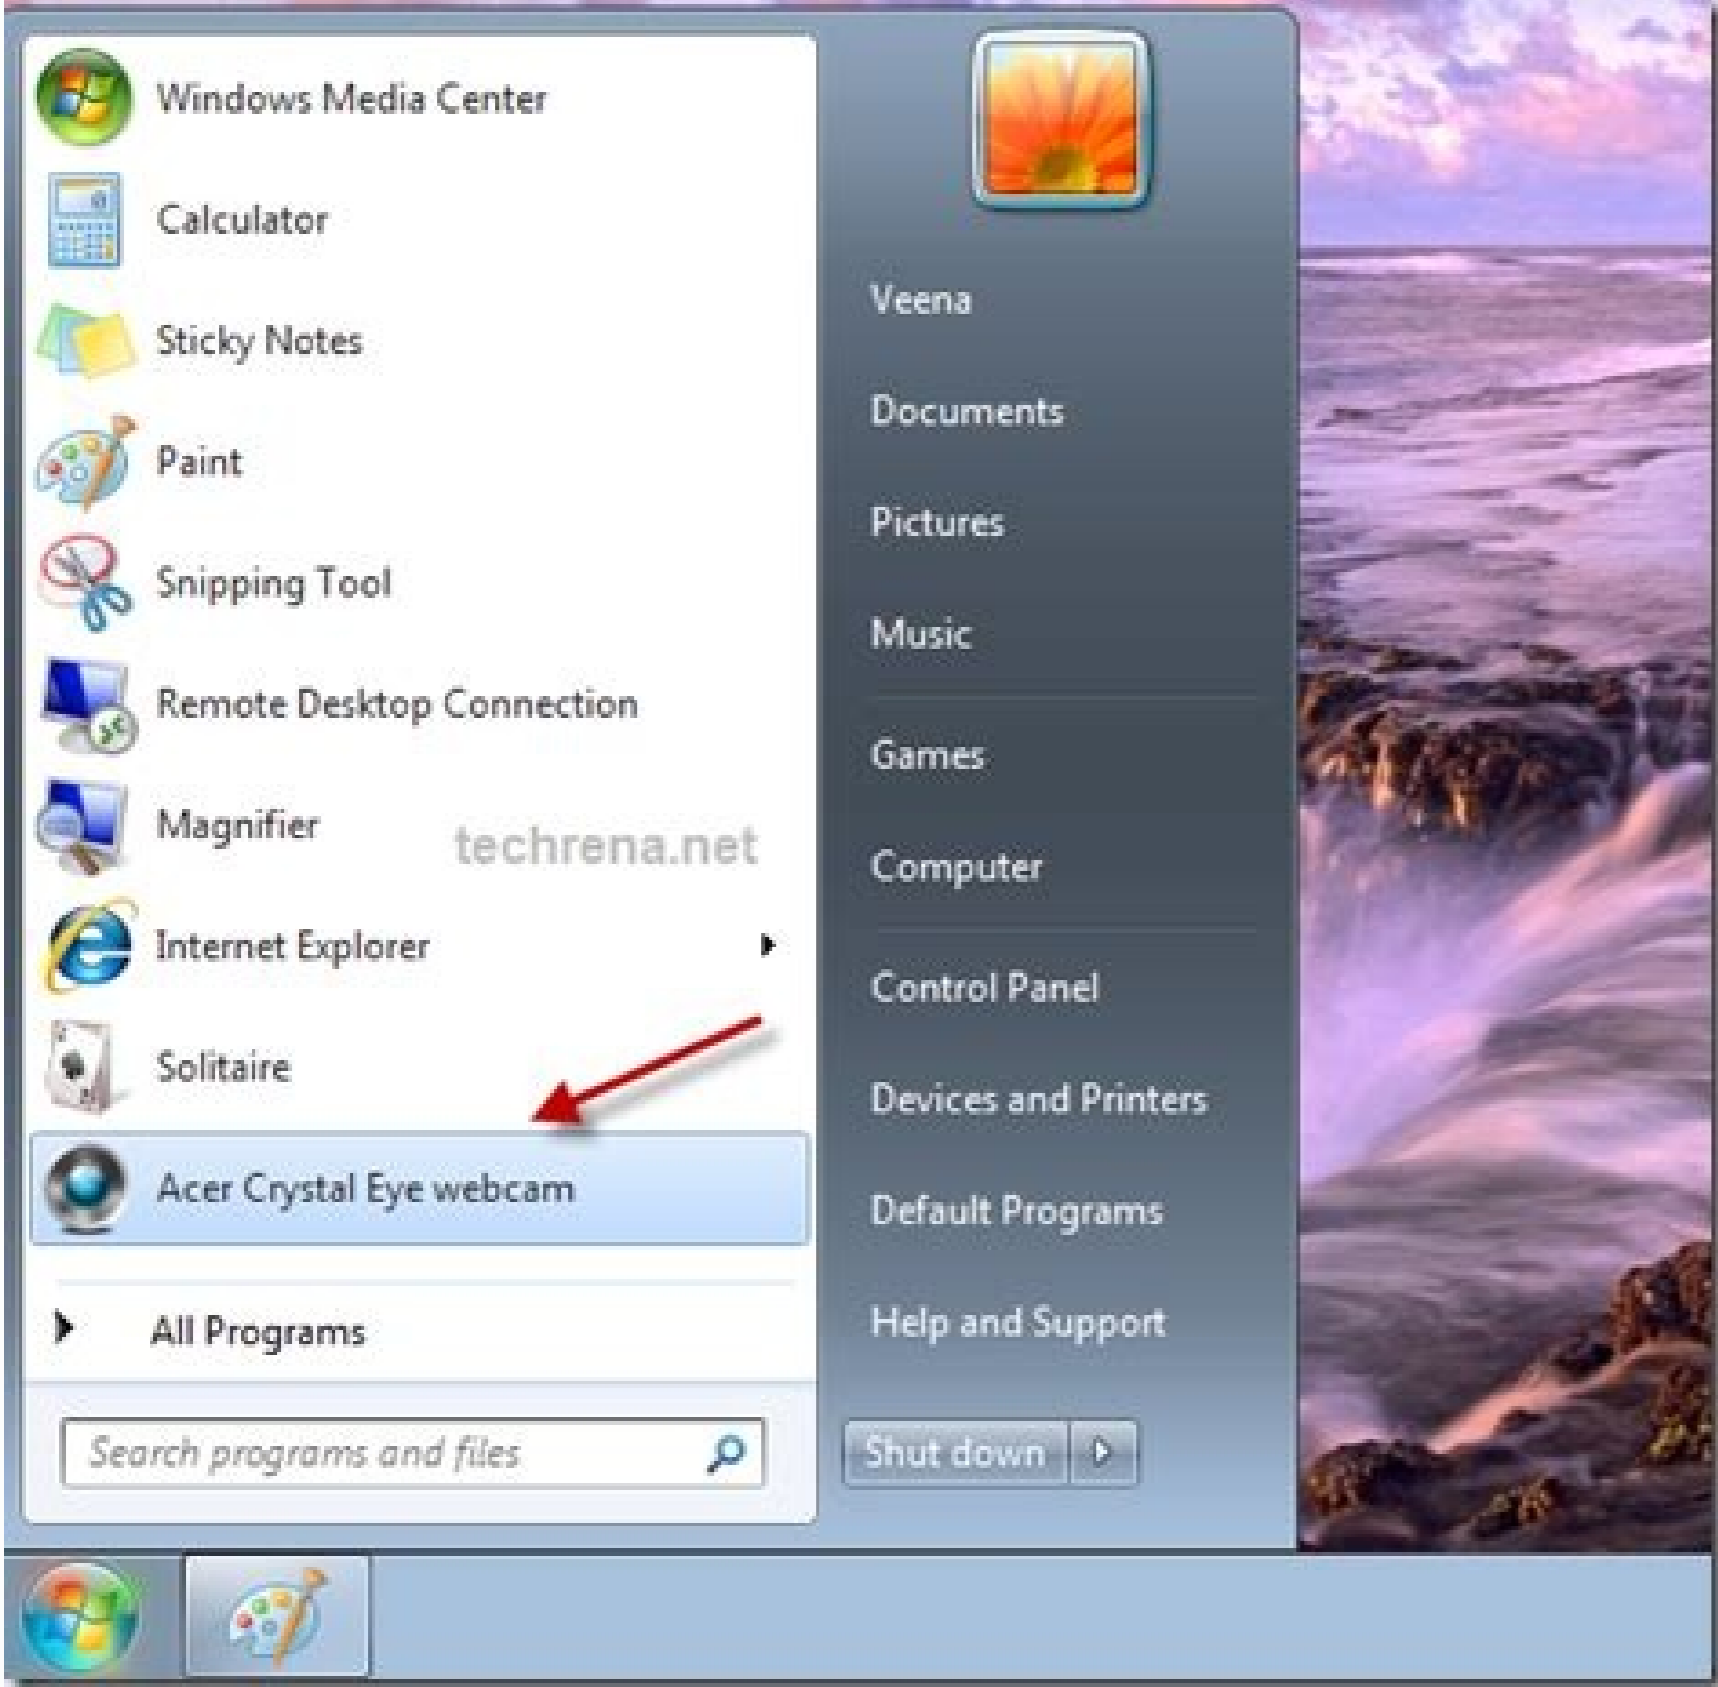 Windows Media Center
Calculator
Sticky Notes
Paint
Snipping Tool
Remote Desktop Connection
Magnifier
techrena.net
Internet Explorer
Solitaire
Acer Crystal Eye webcam
All Programs
Search programs and files
Veena
Documents
Pictures
Music
Games
Computer
Control Panel
Devices and Printers
Default Programs
Help and Support
Shut down